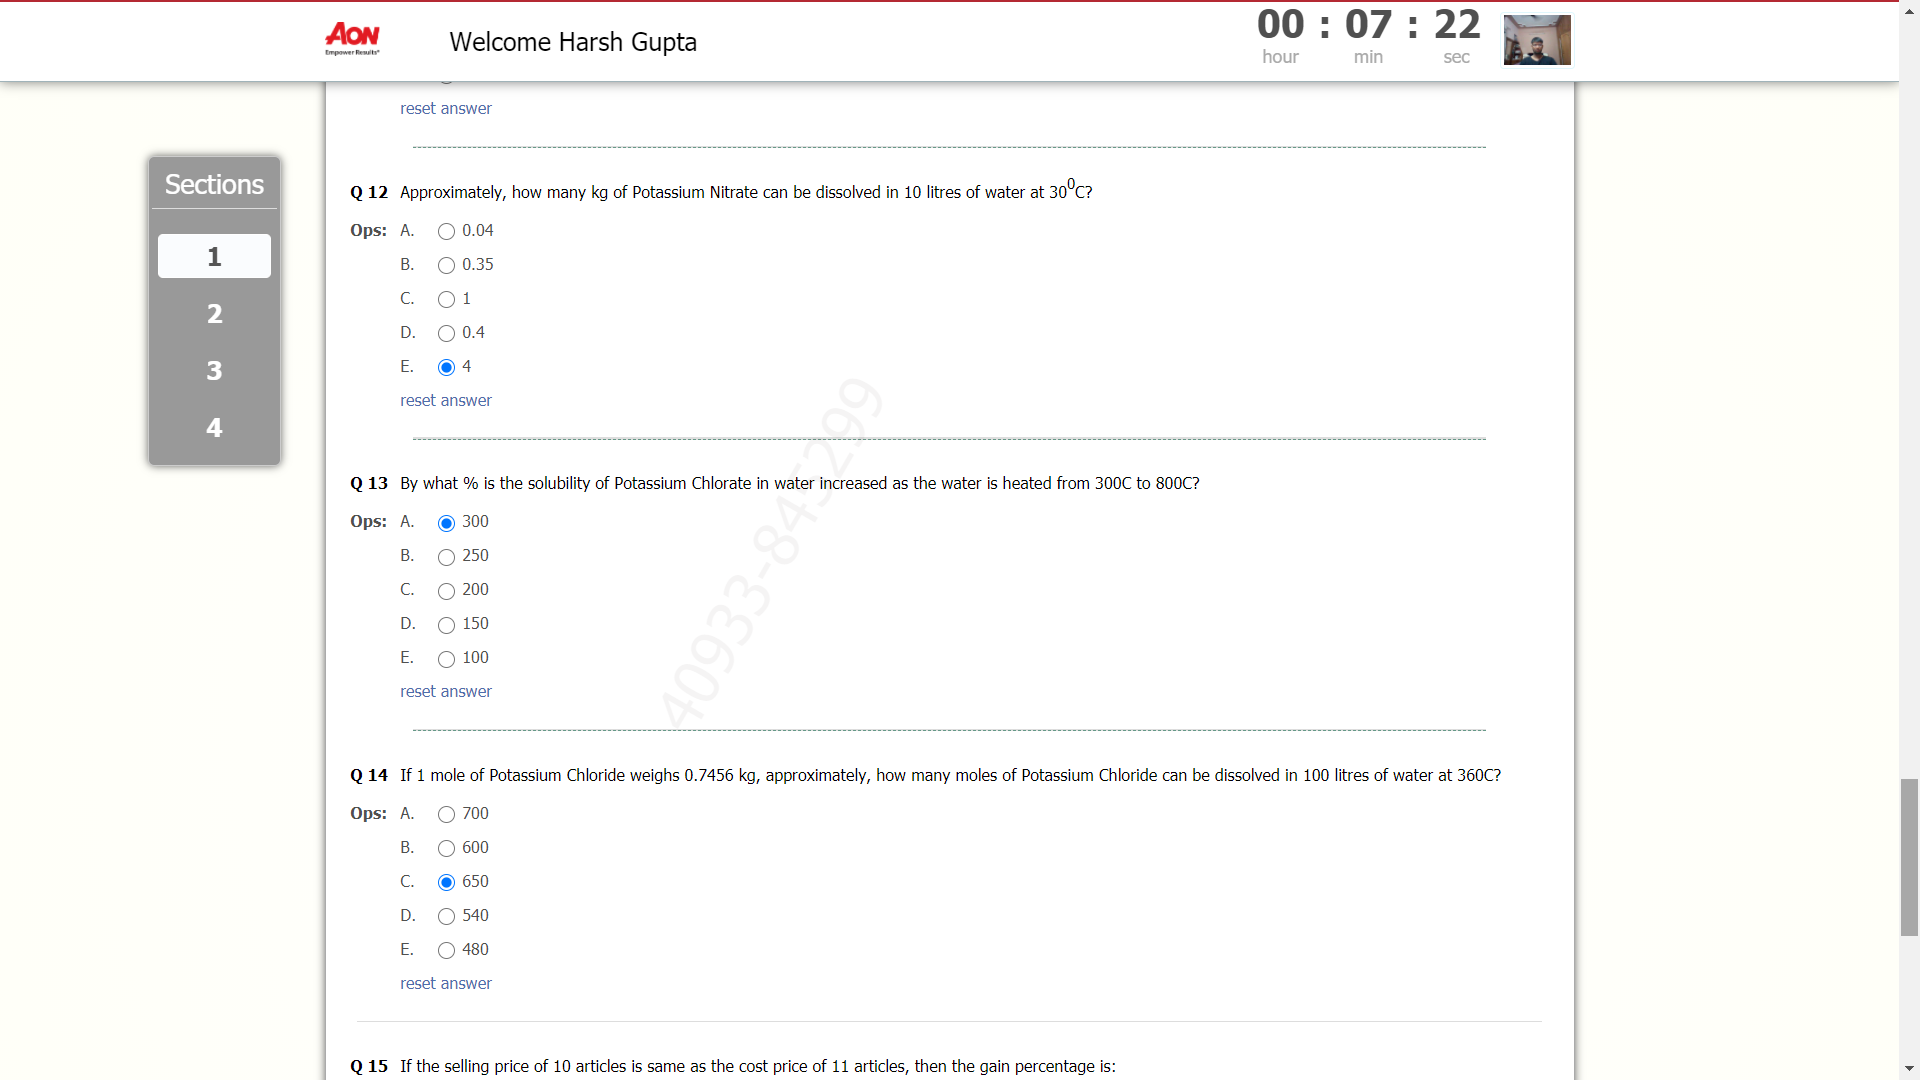 AON
Empower Results®
Welcome Harsh Gupta
00 : 07 : 22
hour min sec
reset answer
Sections
1
2
3
4
Q 12 Approximately, how many kg of Potassium Nitrate can be dissolved in 10 litres of water at 30⁰C?
Ops: A. 0.04
B. 0.35
C. 1
D. 0.4
E. 4
reset answer
Q 13 By what % is the solubility of Potassium Chlorate in water increased as the water is heated from 300C to 800C?
Ops: A. 300
B. 250
C. 200
D. 150
E. 100
reset answer
Q 14 If 1 mole of Potassium Chloride weighs 0.7456 kg, approximately, how many moles of Potassium Chloride can be dissolved in 100 litres of water at 360C?
Ops: A. 700
B. 600
C. 650
D. 540
E. 480
reset answer
Q 15 If the selling price of 10 articles is same as the cost price of 11 articles, then the gain percentage is:
40933-845299